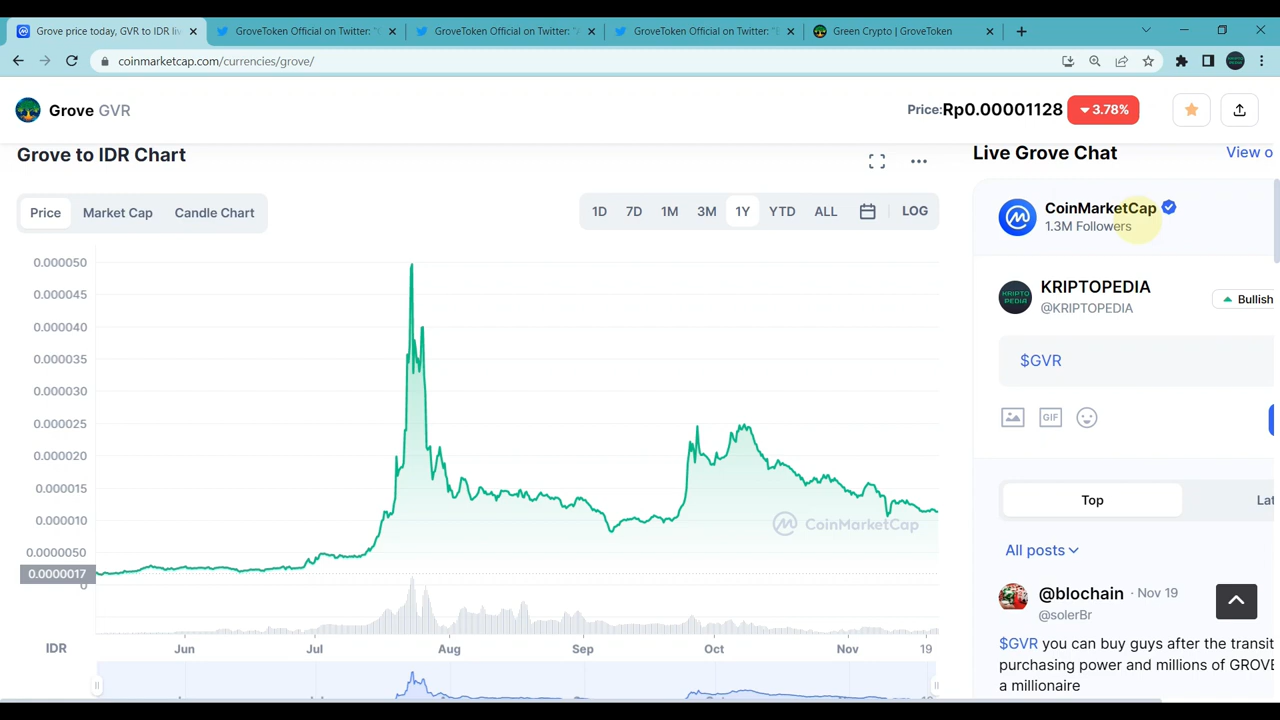 Grove price today, GVR to IDR liv
GroveToken Official on Twitter: "
GroveToken Official on Twitter: "
GroveToken Official on Twitter: "
Green Crypto | GroveToken
coinmarketcap.com/currencies/grove/
Grove GVR
Price:Rp0.00001128
3.78%
Grove to IDR Chart
Price
Market Cap
Candle Chart
1D
7D
1M
3M
1Y
YTD
ALL
LOG
0.000050
0.000045
0.000040
0.000035
0.000030
0.000025
0.000020
0.000015
0.000010
0.0000050
0.0000017
0
CoinMarketCap
IDR
Jun
Jul
Aug
Sep
Oct
Nov
19
Live Grove Chat
View o
CoinMarketCap
1.3M Followers
KRIPTOPEDIA
@KRIPTOPEDIA
Bullish
$GVR
GIF
Top
Lat
All posts
@blochain · Nov 19
@solerBr
$GVR you can buy guys after the transit
purchasing power and millions of GROVE
a millionaire